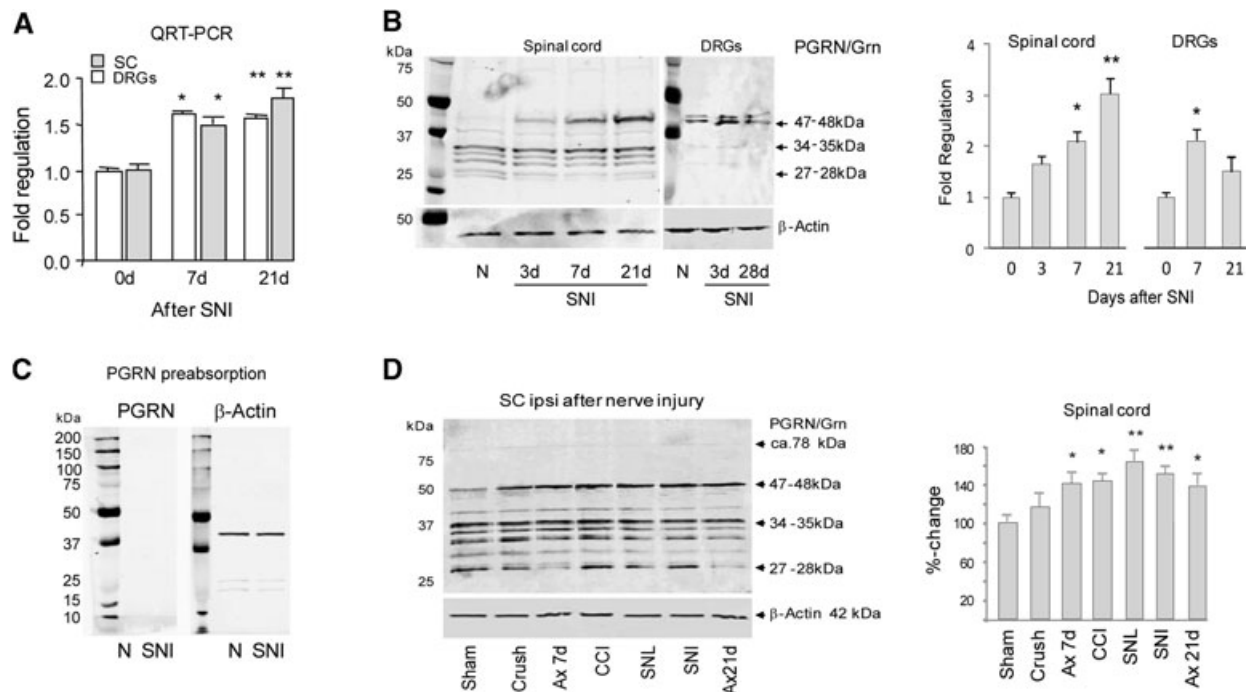 A
QRT-PCR
SC
DRGs
Fold regulation
2.0
1.5
1.0
0.5
0.0
* * ** **
0d 7d 21d
After SNI
B
kDa Spinal cord DRGs PGRN/Grn
75
50
37
25
50
47-48kDa
34-35kDa
27-28kDa
β-Actin
N 3d 7d 21d N 3d 28d
SNI SNI
Spinal cord DRGs
Fold Regulation
4
3
2
1
0
* ** *
0 3 7 21 0 7 21
Days after SNI
C
PGRN preabsorption
kDa PGRN β-Actin
200
150
100
75
50
37
25
15
10
N SNI N SNI
D
SC ipsi after nerve injury
kDa PGRN/Grn
75
50
37
25
ca.78 kDa
47-48kDa
34-35kDa
27-28kDa
β-Actin 42 kDa
Sham Crush Ax 7d CCI SNL SNI Ax21d
Spinal cord
%-change
180
140
100
60
20
* * ** ** *
Sham Crush Ax 7d CCI SNL SNI Ax 21d